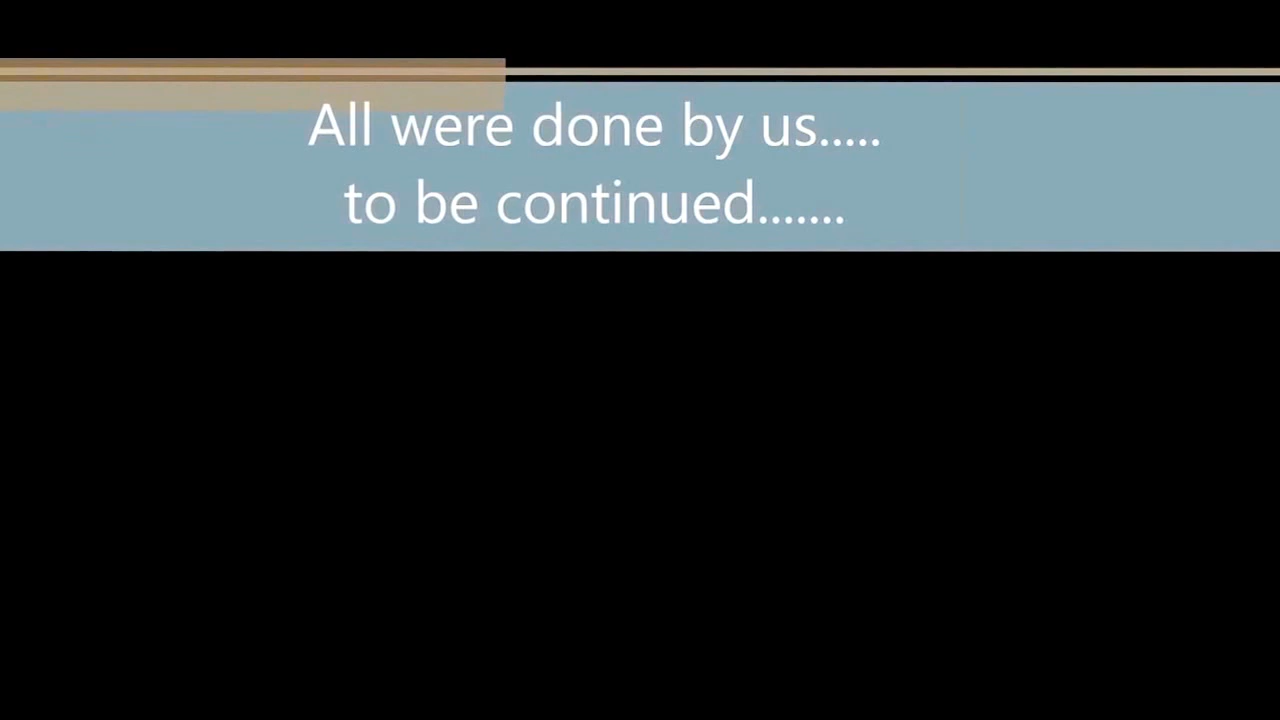 All were done by us.....
to be continued.......